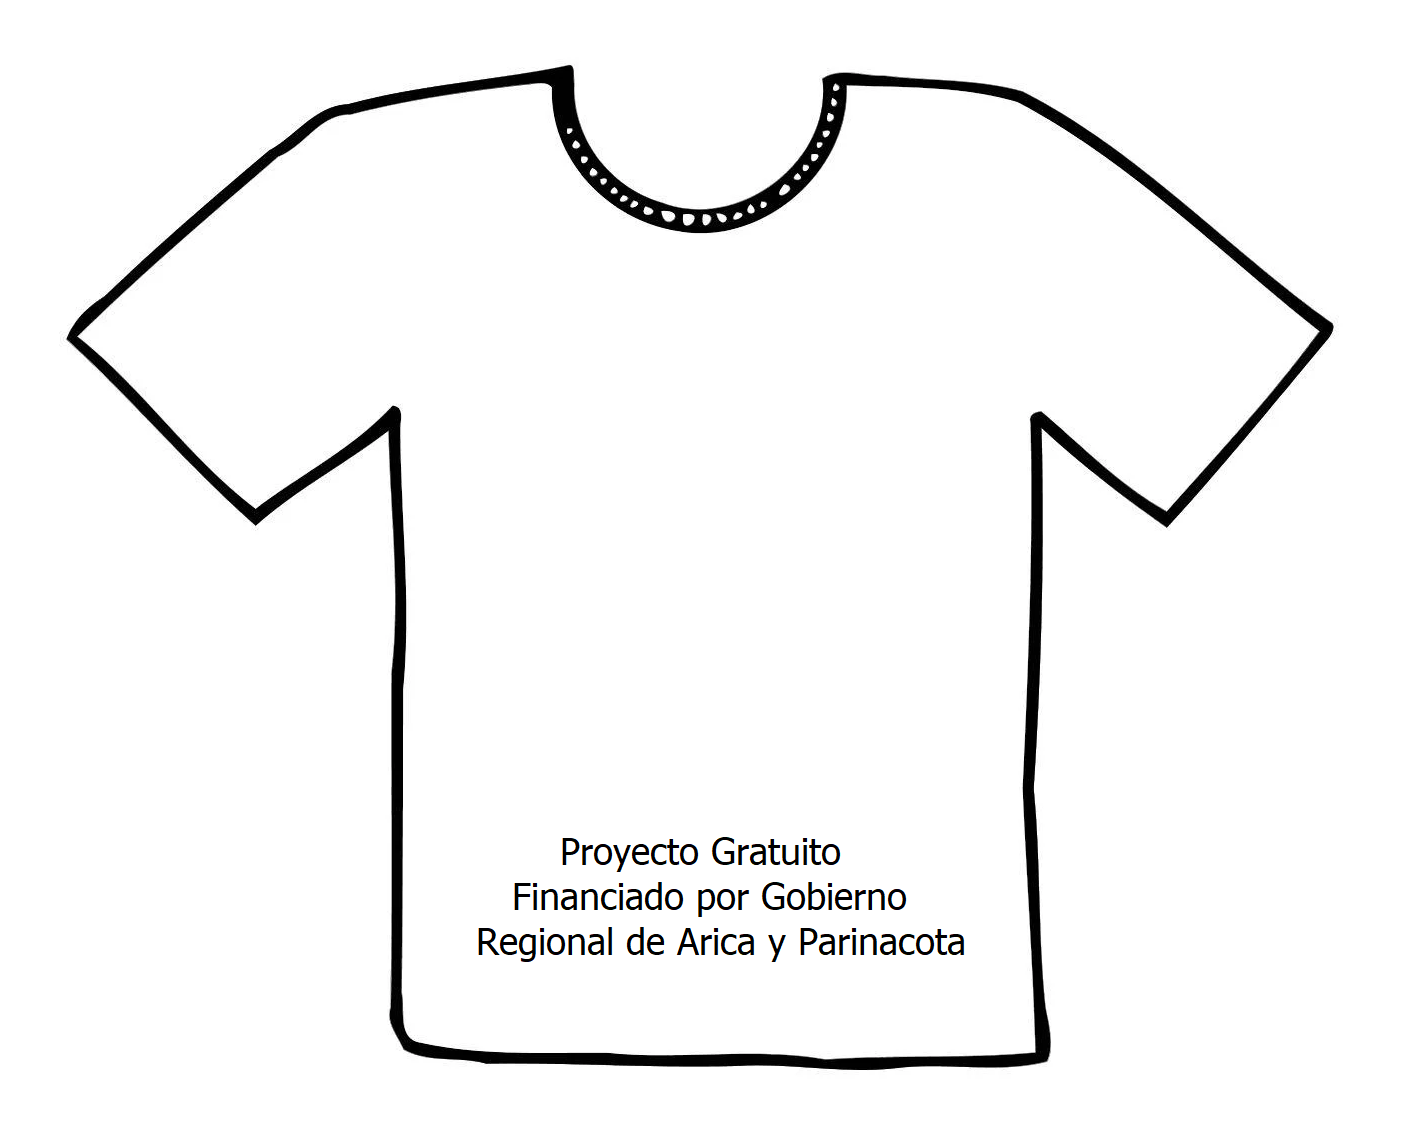 Proyecto Gratuito
Financiado por Gobierno
Regional de Arica y Parinacota